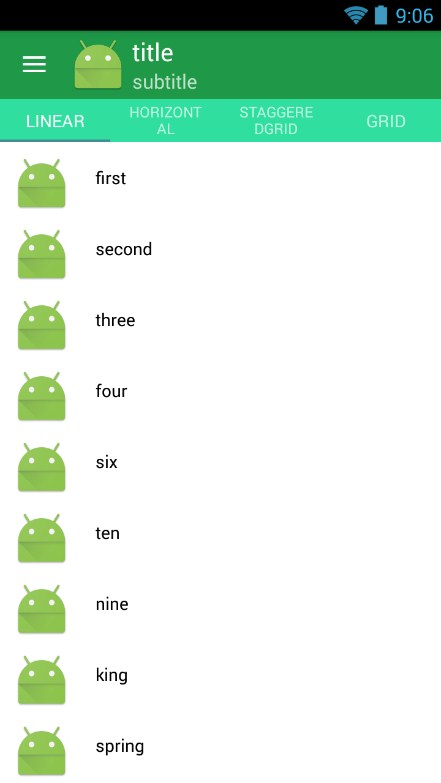 9:06
title
subtitle
LINEAR
HORIZONT
AL
STAGGERE
DGRID
GRID
first
second
three
four
six
ten
nine
king
spring